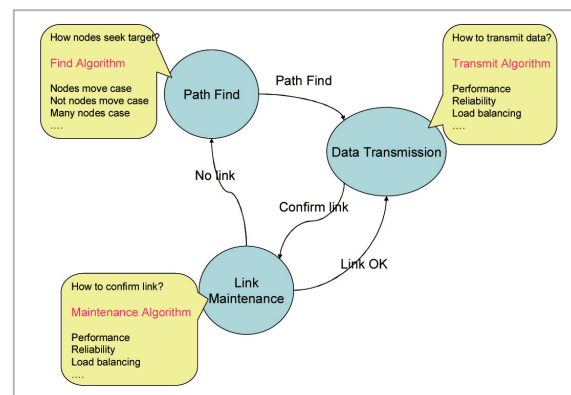 How nodes seek target?
Find Algorithm
Nodes move case
Not nodes move case
Many nodes case
....
How to transmit data?
Transmit Algorithm
Performance
Reliability
Load balancing
....
Path Find
Path Find
Data Transmission
No link
Confirm link
Link OK
Link
Maintenance
How to confirm link?
Maintenance Algorithm
Performance
Reliability
Load balancing
....